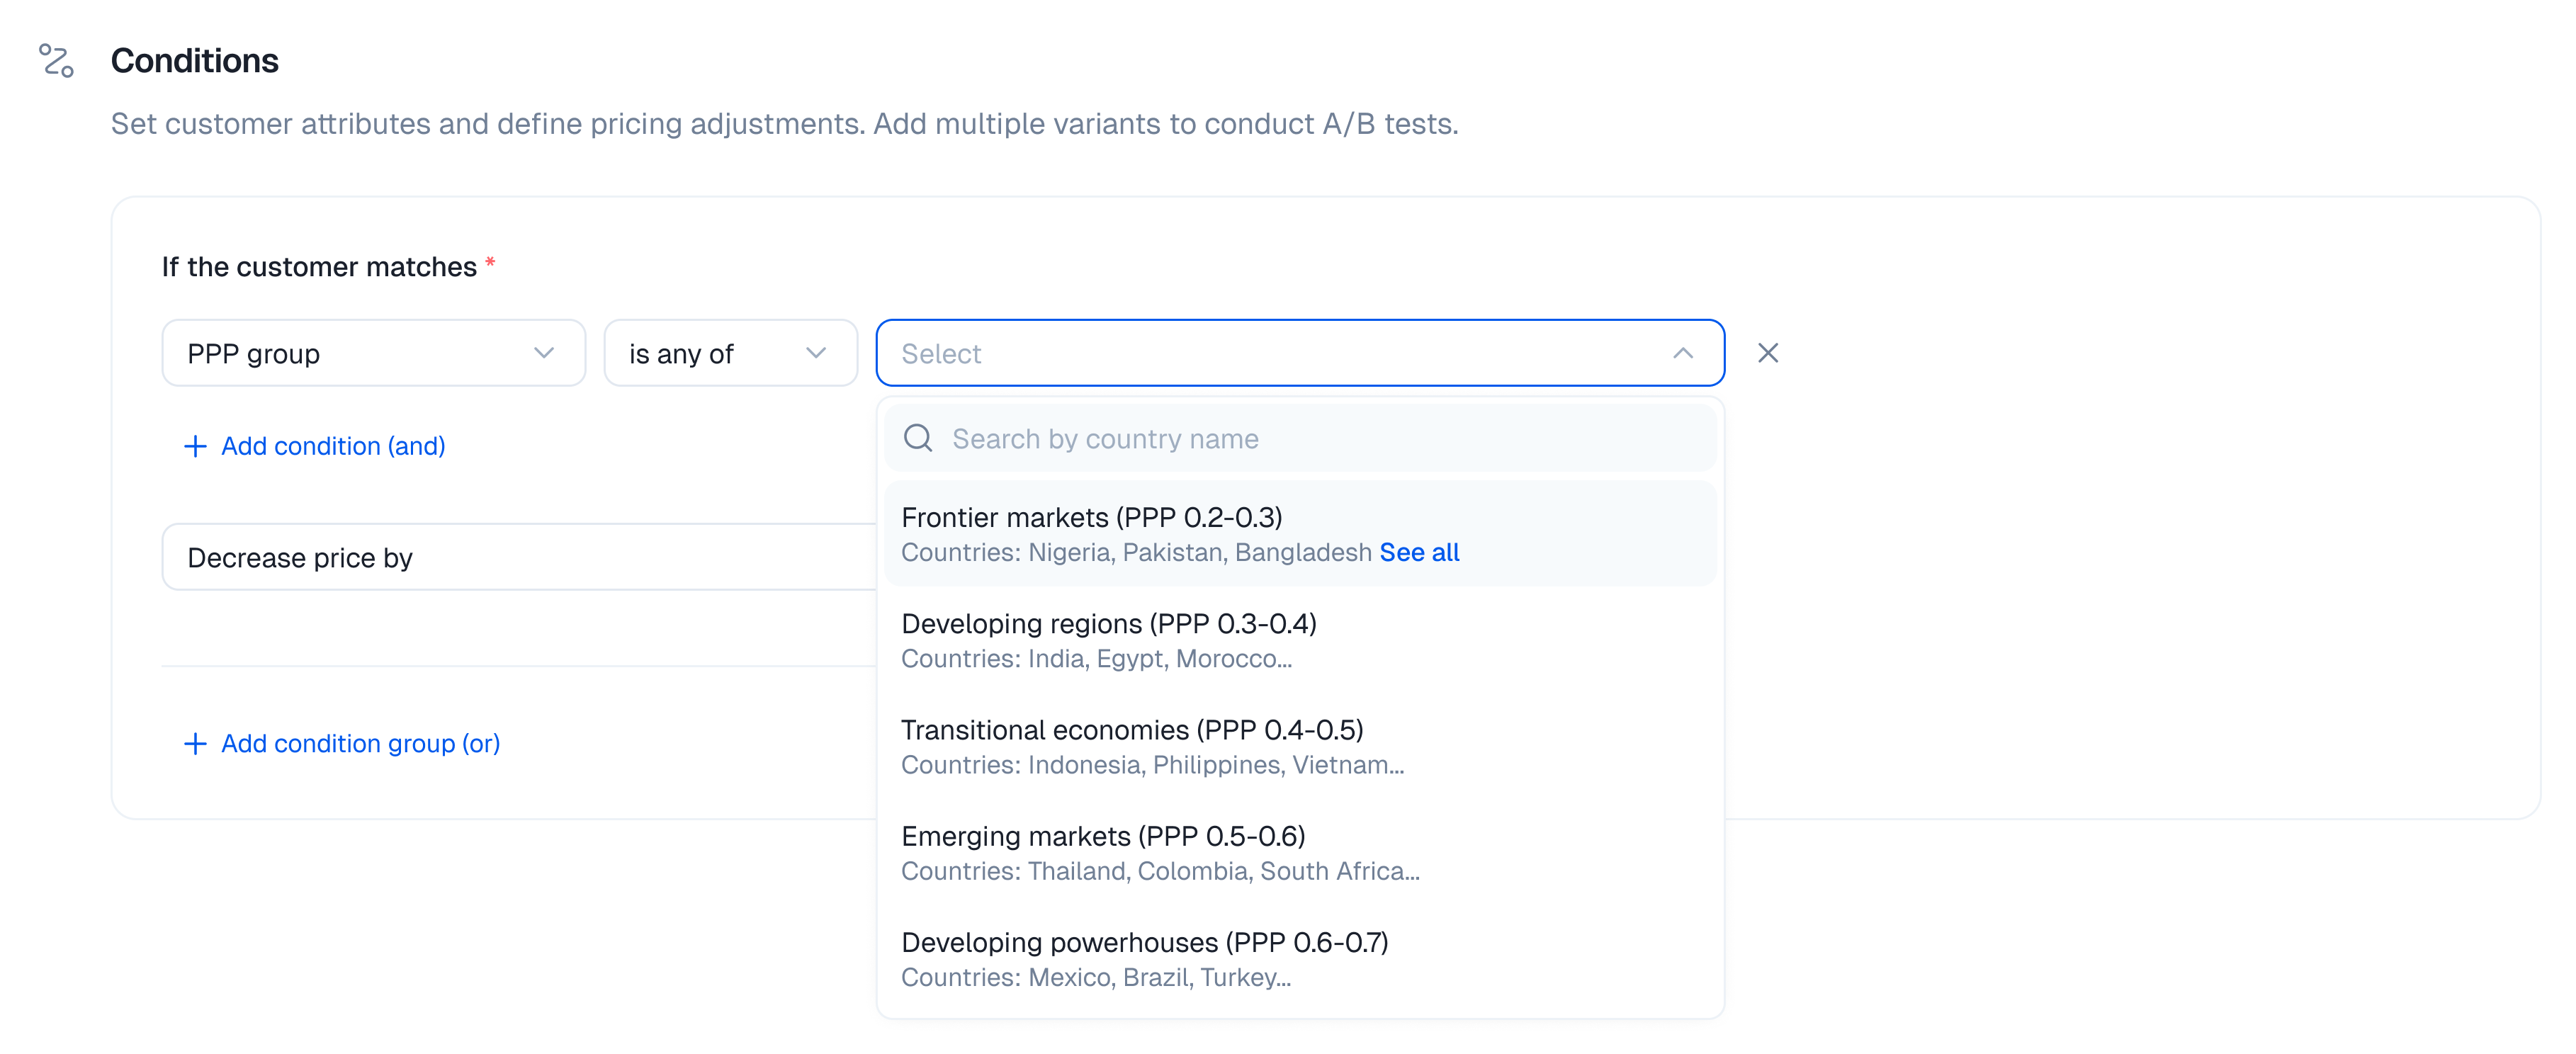 Conditions
Set customer attributes and define pricing adjustments. Add multiple variants to conduct A/B tests.
If the customer matches *
PPP group
is any of
Select
Add condition (and)
Search by country name
Frontier markets (PPP 0.2-0.3)
Countries: Nigeria, Pakistan, Bangladesh See all
Decrease price by
Developing regions (PPP 0.3-0.4)
Countries: India, Egypt, Morocco...
Transitional economies (PPP 0.4-0.5)
Countries: Indonesia, Philippines, Vietnam...
Add condition group (or)
Emerging markets (PPP 0.5-0.6)
Countries: Thailand, Colombia, South Africa...
Developing powerhouses (PPP 0.6-0.7)
Countries: Mexico, Brazil, Turkey...